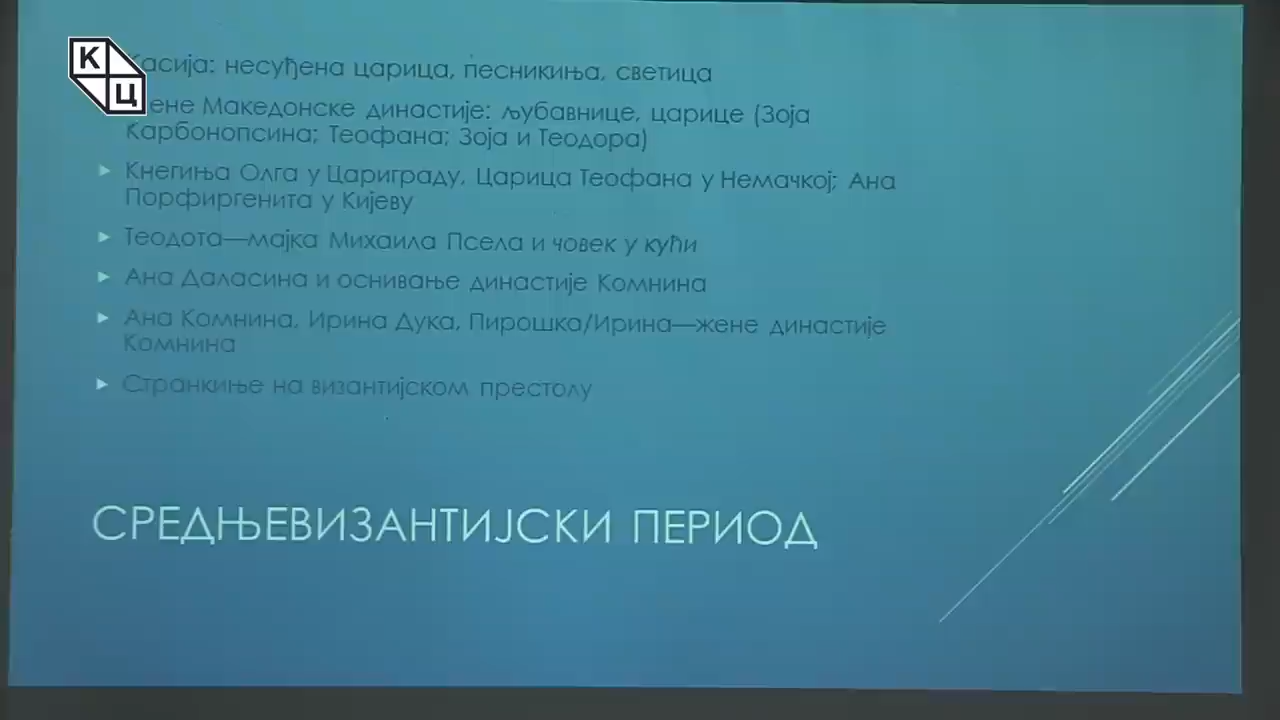 К
Ц
асија: несуђена царица, песникиња, светица
ене Македонске династије: љубавнице, царице (Зоја
Карбонопсина; Теофана; Зоја и Теодора)
Кнегиња Олга у Цариграду, Царица Теофана у Немачкој; Ана
Порфиргенита у Кијеву
Теодота—мајка Михаила Псела и човек у кући
Ана Даласина и оснивање династије Комнина
Ана Комнина, Ирина Дука, Пирошка/Ирина—жене династије
Комнина
Странкиње на византијском престолу
СРЕДЊЕВИЗАНТИЈСКИ ПЕРИОД